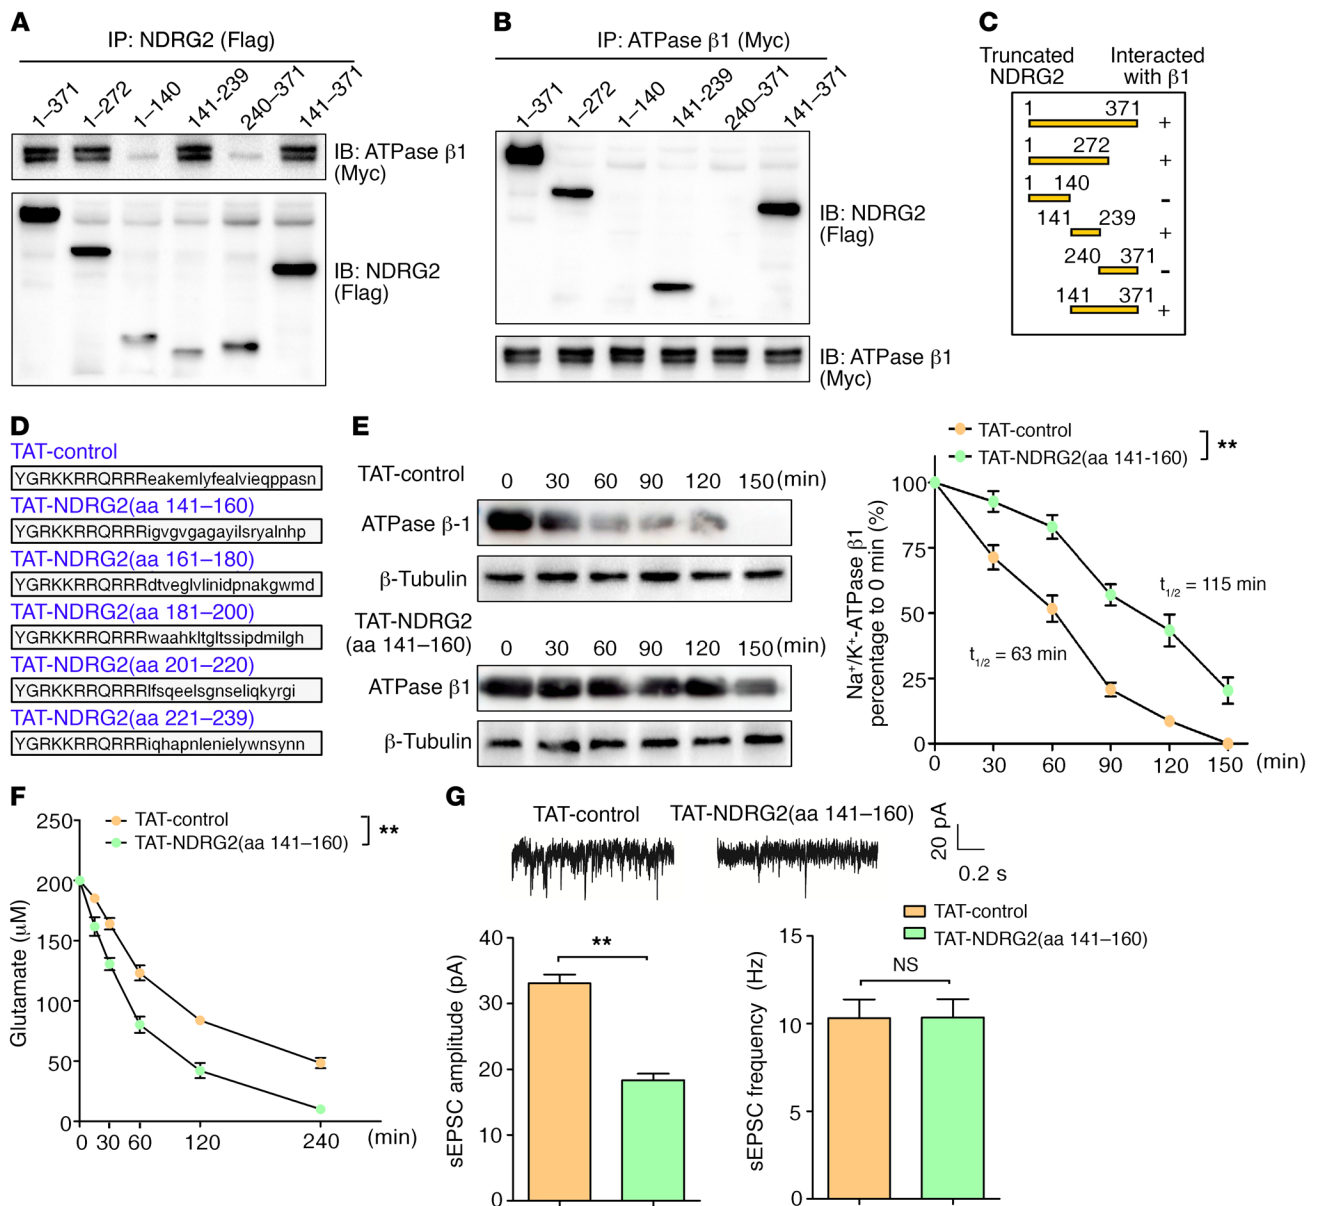 A
IP: NDRG2 (Flag)
1–371
1–272
1–140
141-239
240–371
141–371
IB: ATPase β1
(Myc)
IB: NDRG2
(Flag)
B
IP: ATPase β1 (Myc)
1–371
1–272
1–140
141-239
240–371
141–371
IB: NDRG2
(Flag)
IB: ATPase β1
(Myc)
C
Truncated
NDRG2
Interacted
with β1
1 371 +
1 272 +
1 140 -
141 239 +
240 371 -
141 371 +
D
TAT-control
YGRKKRRQRRReakemlyfealvieqppasn
TAT-NDRG2(aa 141–160)
YGRKKRRQRRRigvgvgagayilsryalnhp
TAT-NDRG2(aa 161–180)
YGRKKRRQRRRdtveglvlinidpnakgwmd
TAT-NDRG2(aa 181–200)
YGRKKRRQRRRwaahkltgltssipdmilgh
TAT-NDRG2(aa 201–220)
YGRKKRRQRRRlfsqeelsgnseliqkyrgi
TAT-NDRG2(aa 221–239)
YGRKKRRQRRRiqhapnlenielywnsynn
E
TAT-control
0 30 60 90 120 150 (min)
ATPase β-1
β-Tubulin
TAT-NDRG2
(aa 141–160)
0 30 60 90 120 150 (min)
ATPase β1
β-Tubulin
TAT-control
TAT-NDRG2(aa 141-160)
**
Na⁺/K⁺-ATPase β1
percentage to 0 min (%)
100
75
50
25
0
t1/2 = 115 min
t1/2 = 63 min
0 30 60 90 120 150 (min)
F
TAT-control
TAT-NDRG2(aa 141–160)
**
Glutamate (μM)
250
200
150
100
50
0
0 30 60 120 240 (min)
G
TAT-control
TAT-NDRG2(aa 141–160)
20 pA
0.2 s
TAT-control
TAT-NDRG2(aa 141–160)
sEPSC amplitude (pA)
40
30
20
10
0
**
sEPSC frequency (Hz)
15
10
5
0
NS